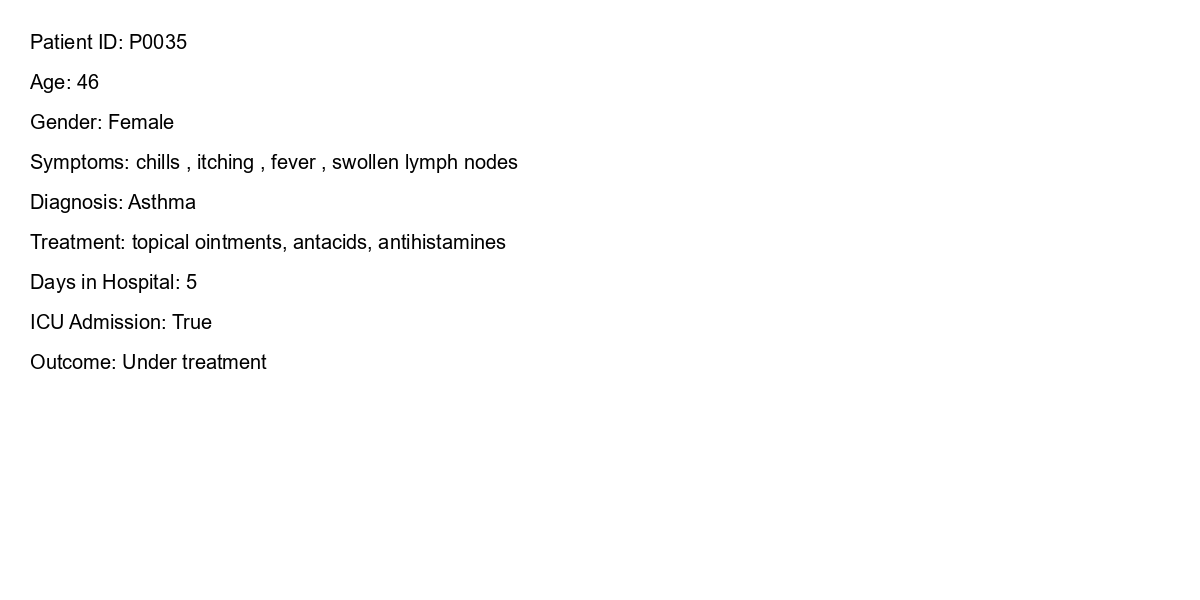 Patient ID: P0035
Age: 46
Gender: Female
Symptoms: chills , itching , fever , swollen lymph nodes
Diagnosis: Asthma
Treatment: topical ointments, antacids, antihistamines
Days in Hospital: 5
ICU Admission: True
Outcome: Under treatment